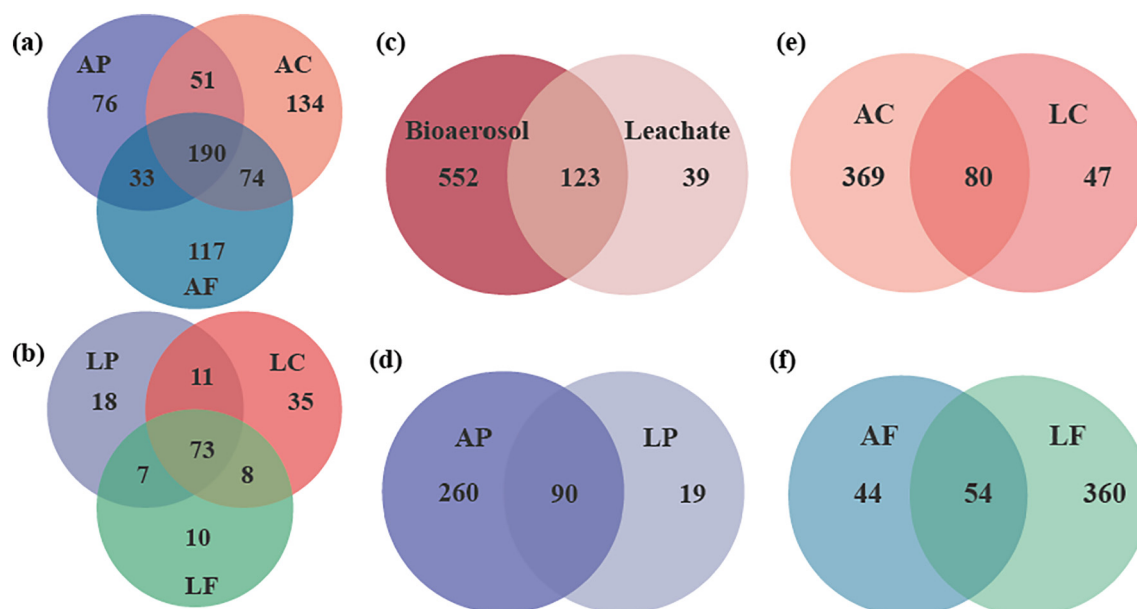 (a)
AP
76
51
AC
134
190
33
74
117
AF
(b)
LP
18
11
LC
35
73
7
8
10
LF
(c)
Bioaerosol
Leachate
552
123
39
(d)
AP
LP
260
90
19
(e)
AC
LC
369
80
47
(f)
AF
LF
44
54
360